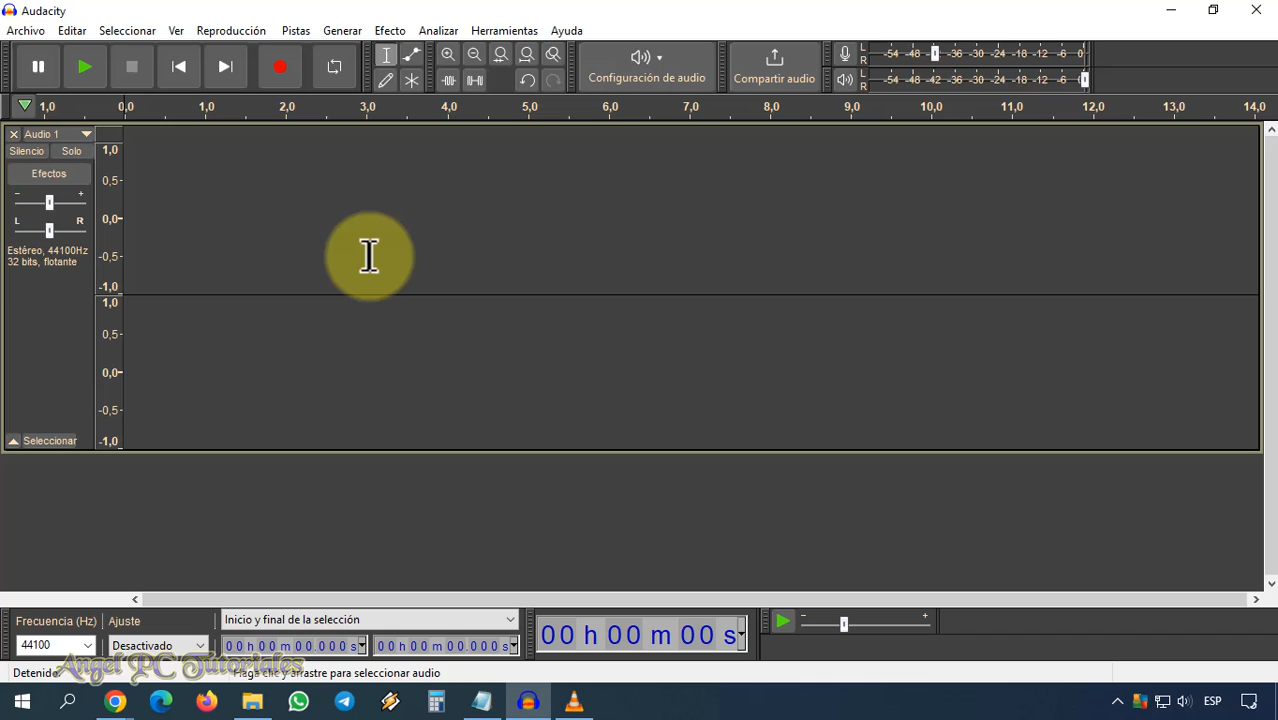 Audacity
Archivo Editar Seleccionar Ver Reproducción Pistas Generar Efecto Analizar Herramientas Ayuda
Configuración de audio
Compartir audio
L
R
-54 -48 -42 -36 -30 -24 -18 -12 -6 0
L
R
-54 -48 -42 -36 -30 -24 -18 -12 -6
1,0 0,0 1,0 2,0 3,0 4,0 5,0 6,0 7,0 8,0 9,0 10,0 11,0 12,0 13,0 14,0
Audio 1
Silencio Solo
Efectos
- +
L R
Estéreo, 44100Hz
32 bits, flotante
Seleccionar
1,0
0,5
0,0
-0,5
-1,0
1,0
0,5
0,0
-0,5
-1,0
Frecuencia (Hz) Ajuste
44100 Desactivado
Inicio y final de la selección
00 h 00 m 00.000 s 00 h 00 m 00.000 s
00 h 00 m 00 s
- +
Detenido.
Haga clic y arrastre para seleccionar audio
Angel PC Tutoriales
ESP